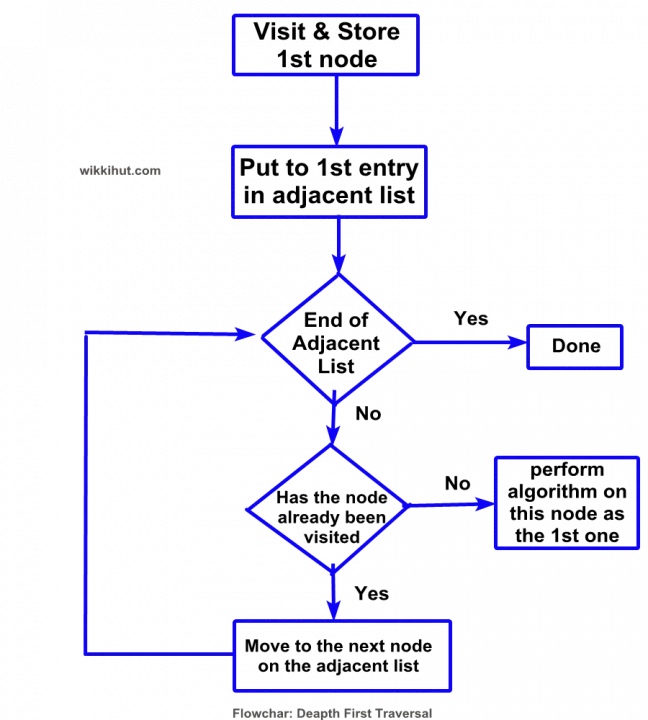 Visit & Store
1st node
wikkihut.com
Put to 1st entry
in adjacent list
End of
Adjacent
List
Yes
Done
No
Has the node
already been
visited
No
perform
algorithm on
this node as
the 1st one
Yes
Move to the next node
on the adjacent list
Flowchar: Deapth First Traversal